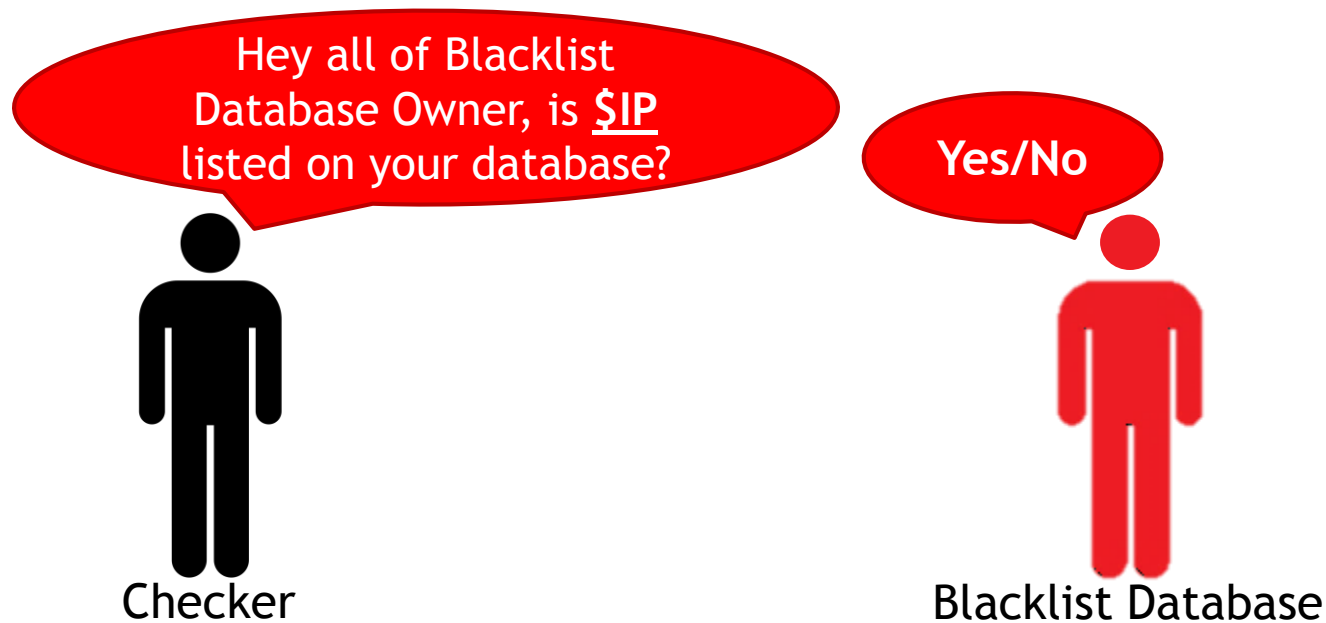 Hey all of Blacklist
Database Owner, is $IP
listed on your database?
Yes/No
Checker
Blacklist Database